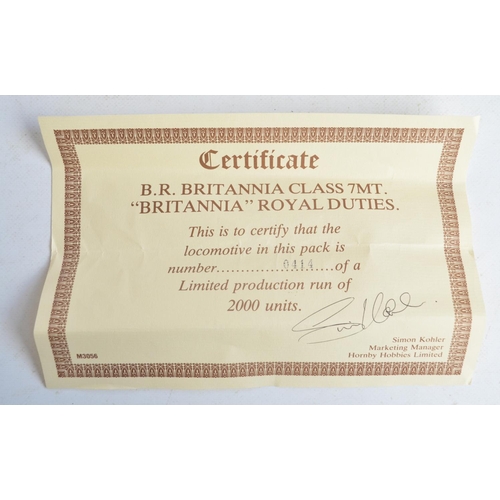 Certificate
B.R. BRITANNIA CLASS 7MT.
"BRITANNIA" ROYAL DUTIES.
This is to certify that the
locomotive in this pack is
number.............0414....of a
Limited production run of
2000 units.
Simon Kohler
Marketing Manager
Hornby Hobbies Limited
M3056